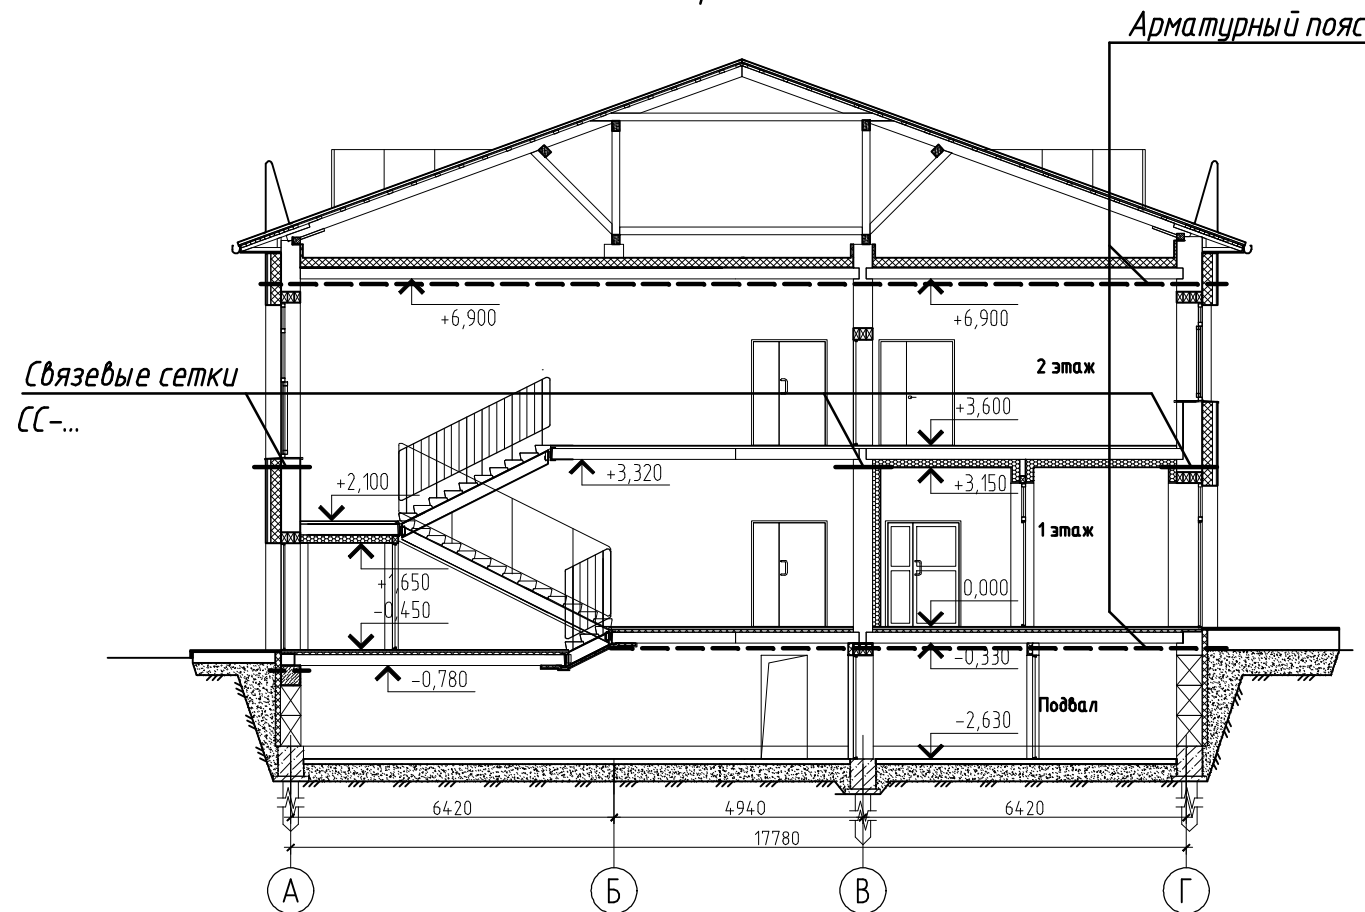 Арматурный пояс
+6,900
+6,900
2 этаж
Связевые сетки
СС-...
+3,600
+2,100
+3,320
+3,150
1 этаж
+1,650
-0,450
0,000
-0,330
-0,780
Подвал
-2,630
6420
4940
6420
17780
А
Б
В
Г